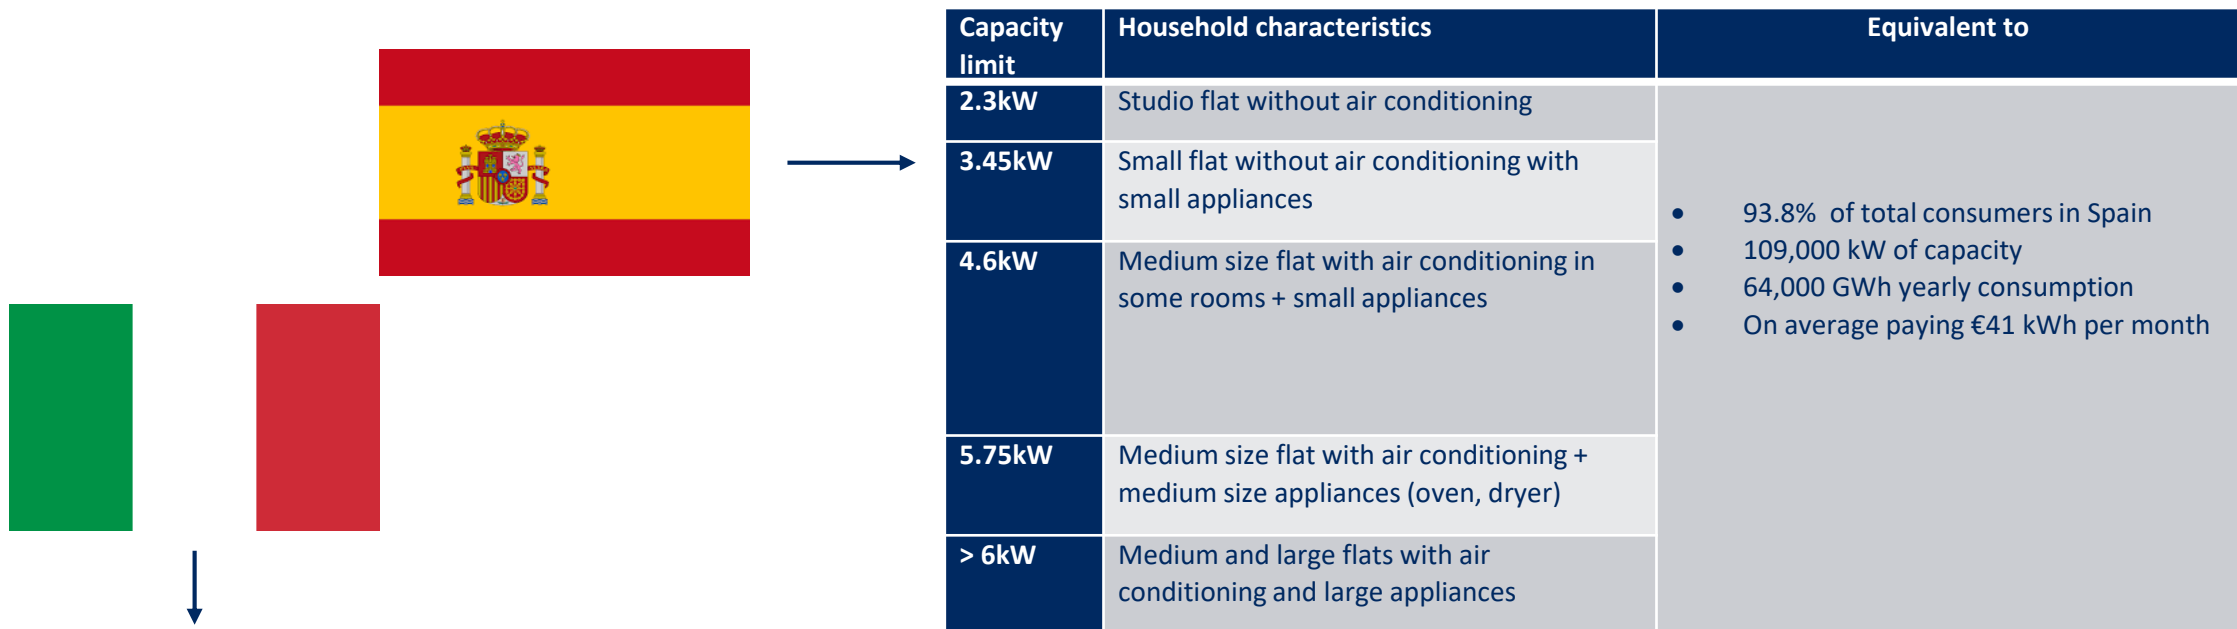 Capacity
limit
Household characteristics
Equivalent to
2.3kW
Studio flat without air conditioning
3.45kW
Small flat without air conditioning with
small appliances
4.6kW
Medium size flat with air conditioning in
some rooms + small appliances
5.75kW
Medium size flat with air conditioning +
medium size appliances (oven, dryer)
> 6kW
Medium and large flats with air
conditioning and large appliances
• 93.8% of total consumers in Spain
• 109,000 kW of capacity
• 64,000 GWh yearly consumption
• On average paying €41 kWh per month